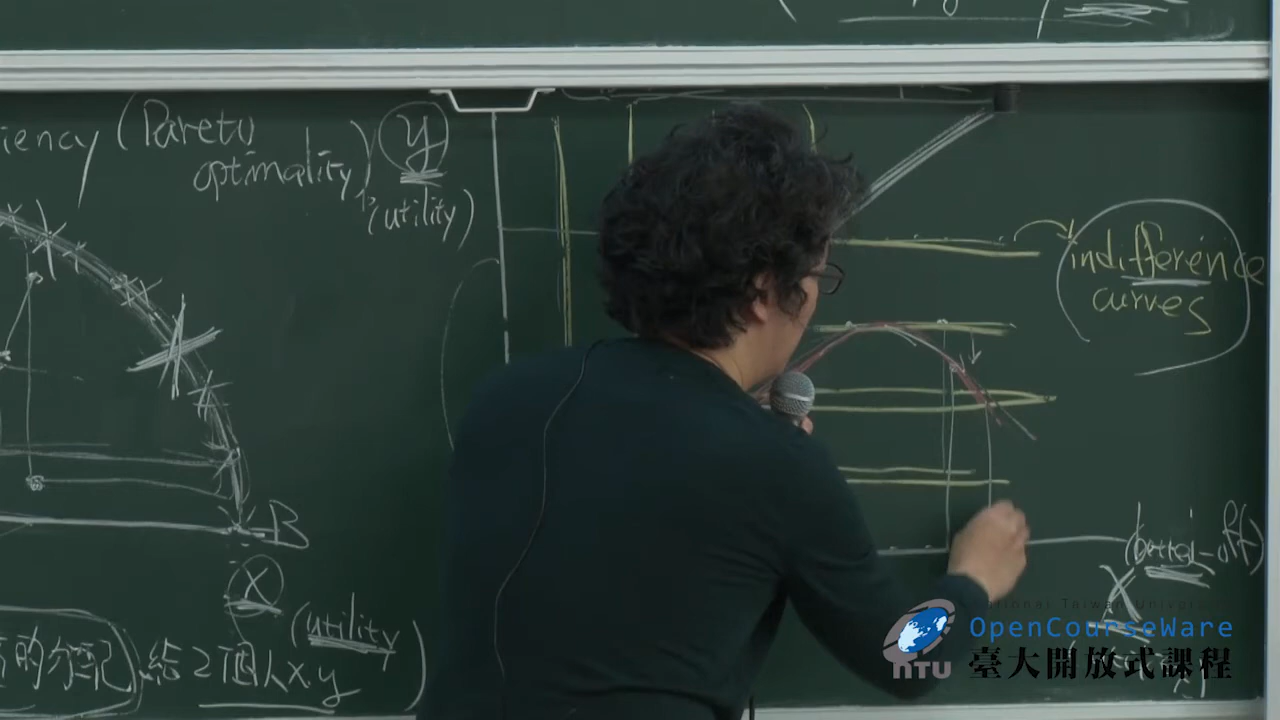 iency (Pareto
optimality)
y
(utility)
indifference
curves
B
X
(utility)
的分配 給2個人x.y
(better-off)
X
OpenCourseWare
NTU 臺大開放式課程